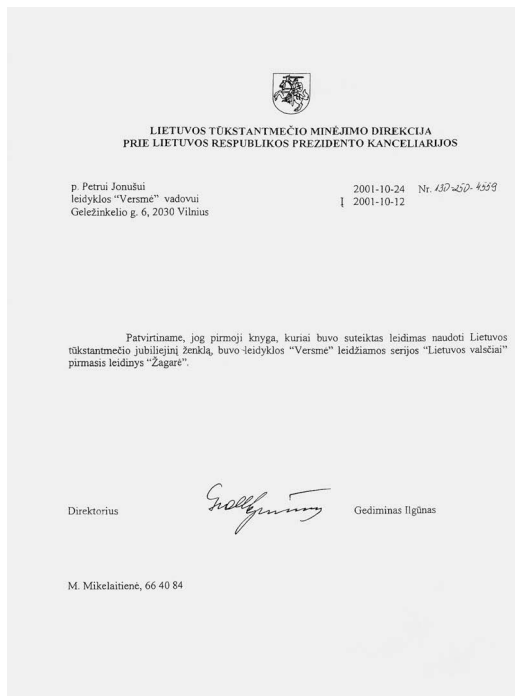 LIETUVOS TŪKSTANTMEČIO MINĖJIMO DIREKCIJA
PRIE LIETUVOS RESPUBLIKOS PREZIDENTO KANCELIARIJOS
p. Petrui Jonušui
leidyklos "Versmė" vadovui
Geležinkelio g. 6, 2030 Vilnius
2001-10-24 Nr. 130-250-4559
Į 2001-10-12
Patvirtiname, jog pirmoji knyga, kuriai buvo suteiktas leidimas naudoti Lietuvos
tūkstantmečio jubiliejinį ženklą, buvo leidyklos "Versmė" leidžiamos serijos "Lietuvos valsčiai"
pirmasis leidinys "Žagarė".
Direktorius
Gediminas Ilgūnas
M. Mikelaitienė, 66 40 84